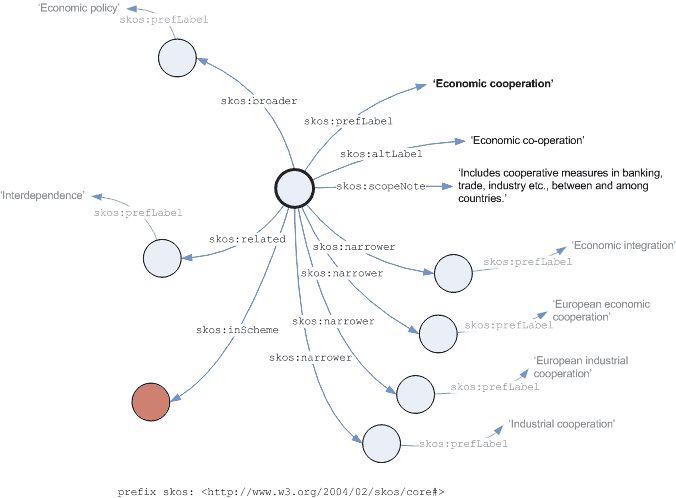 ‘Economic policy’
skos:prefLabel
skos:broader
‘Economic cooperation’
skos:prefLabel
skos:altLabel
‘Economic co-operation’
skos:scopeNote
‘Includes cooperative measures in banking,
trade, industry etc., between and among
countries.’
‘Interdependence’
skos:prefLabel
skos:related
skos:narrower
skos:prefLabel
‘Economic integration’
skos:narrower
skos:prefLabel
‘European economic
cooperation’
skos:inScheme
skos:narrower
skos:prefLabel
‘European industrial
cooperation’
skos:narrower
skos:prefLabel
‘Industrial cooperation’
prefix skos: <http://www.w3.org/2004/02/skos/core#>